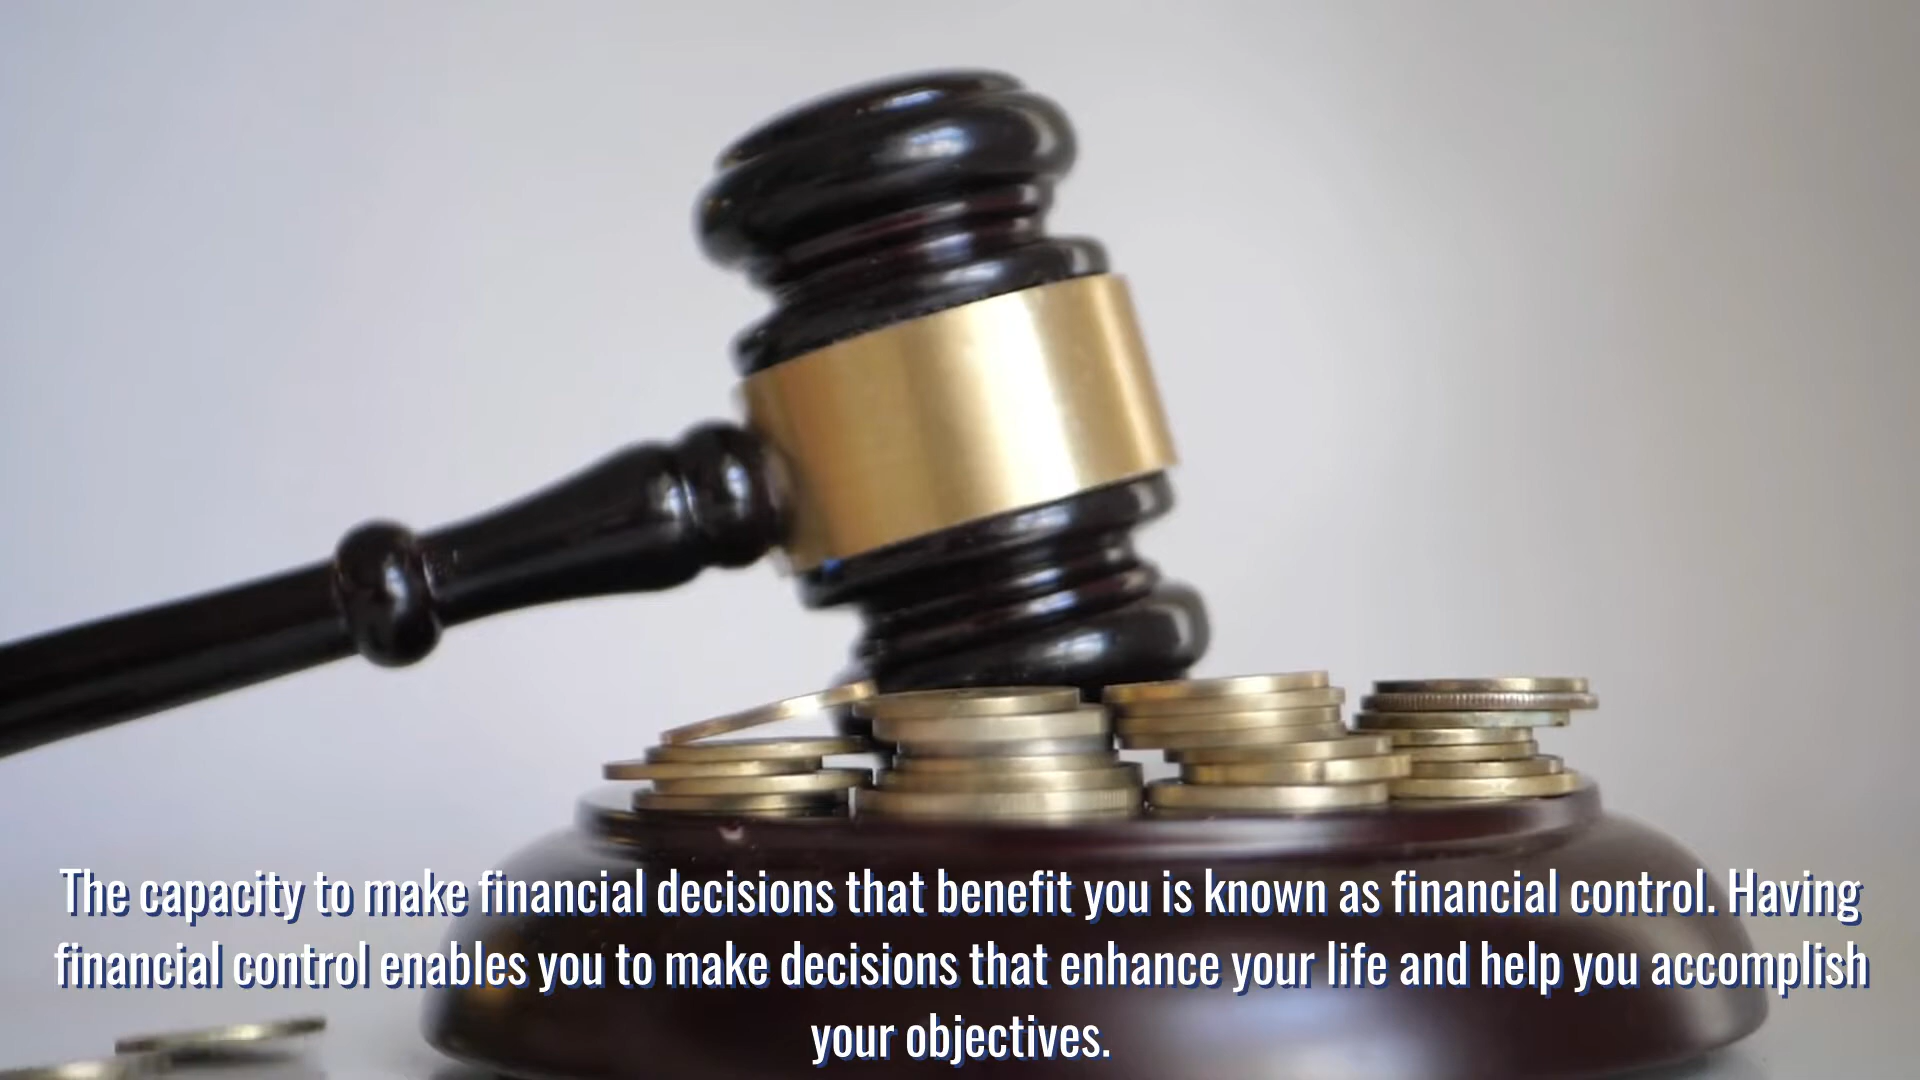 The capacity to make financial decisions that benefit you is known as financial control. Having
financial control enables you to make decisions that enhance your life and help you accomplish
your objectives.